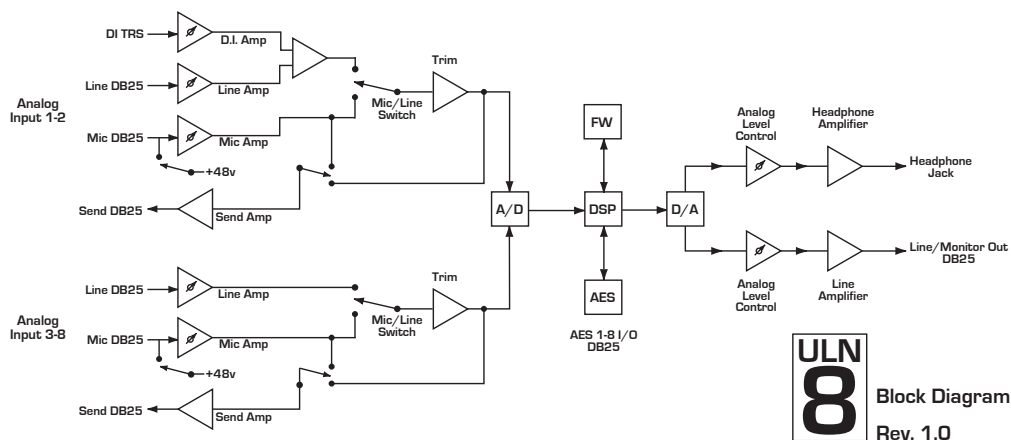 DI TRS
D.I. Amp
Line DB25
Line Amp
Analog
Input 1-2
Mic DB25
Mic Amp
+48v
Send DB25
Send Amp
Mic/Line
Switch
Trim
Line DB25
Line Amp
Analog
Input 3-8
Mic DB25
Mic Amp
+48v
Send DB25
Send Amp
Mic/Line
Switch
Trim
A/D
FW
DSP
AES
AES 1-8 I/O
DB25
D/A
Analog
Level
Control
Headphone
Amplifier
Headphone
Jack
Analog
Level
Control
Line
Amplifier
Line/Monitor Out
DB25
ULN
8
Block Diagram
Rev. 1.0